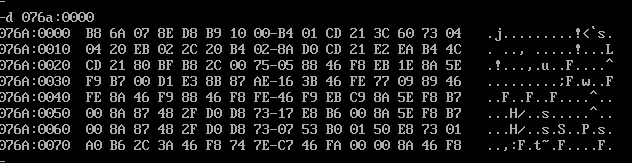 -d 076a:0000
076A:0000 B8 6A 07 8E D8 B9 10 00-B4 01 CD 21 3C 60 73 04 .j.........!<`s.
076A:0010 04 20 EB 02 2C 20 B4 02-8A D0 CD 21 E2 EA B4 4C . .., .....!...L
076A:0020 CD 21 80 BF B8 2C 00 75-05 88 46 F8 EB 1E 8A 5E .!...,.u..F....^
076A:0030 F9 B7 00 D1 E3 8B 87 AE-16 3B 46 FE 77 09 89 46 .........;F.w..F
076A:0040 FE 8A 46 F9 88 46 F8 FE-46 F9 EB C9 8A 5E F8 B7 ..F..F..F....^..
076A:0050 00 8A 87 48 2F D0 D8 73-17 E8 B6 00 8A 5E F8 B7 ...H/..s.....^..
076A:0060 00 8A 87 48 2F D0 D8 73-07 53 B0 01 50 E8 73 01 ...H/..s.S..P.s.
076A:0070 A0 B6 2C 3A 46 F8 74 7E-C7 46 FA 00 00 8A 46 F8 ..,:F.t~.F....F.